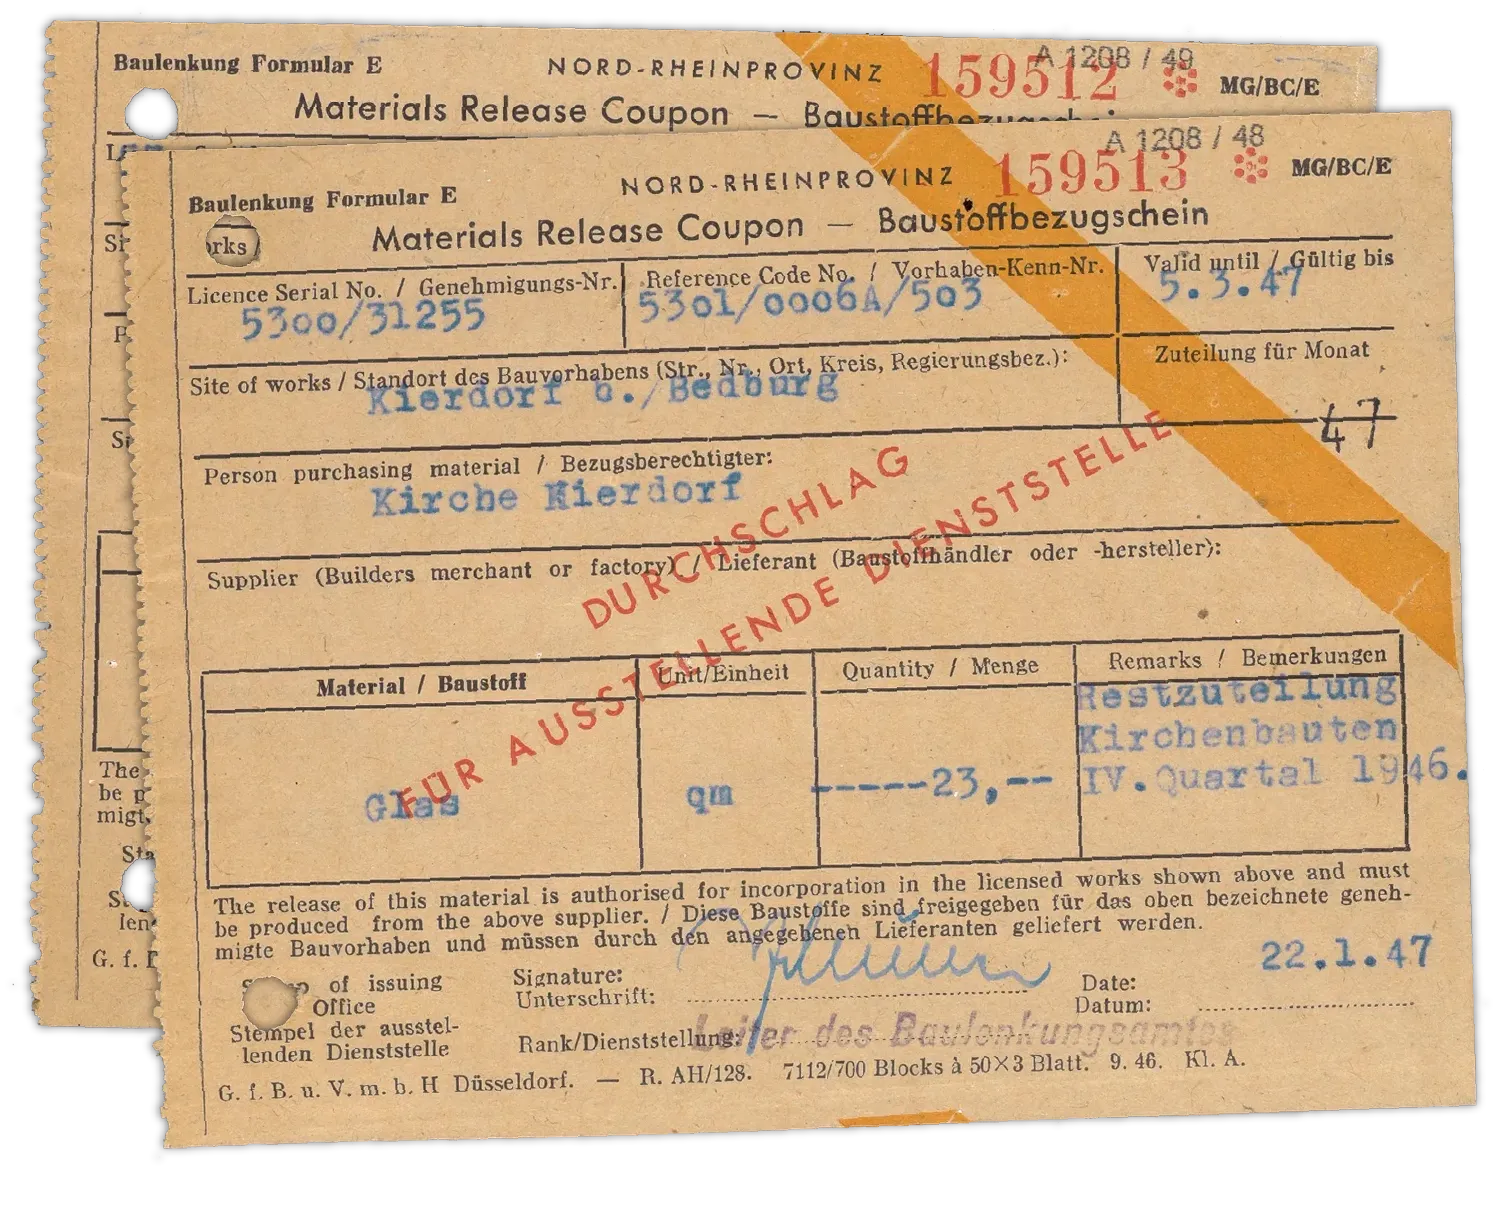 Baulenkung Formular E
NORD-RHEINPROVINZ
159512
A 1208 / 49
MG/BC/E
Materials Release Coupon — Baustoffbezugschei
The
be p
migt.
Sta
len
G. f.
Baulenkung Formular E
NORD-RHEINPROVINZ
159513
A 1208 / 48
MG/BC/E
rks
Materials Release Coupon — Baustoffbezugschein
Licence Serial No. / Genehmigungs-Nr.
5300/31255
Reference Code No. / Vorhaben-Kenn-Nr.
5301/0006A/503
Valid until / Gültig bis
5.3.47
Site of works / Standort des Bauvorhabens (Str., Nr., Ort, Kreis, Regierungsbez.):
Kierdorf b./Bedburg
Zuteilung für Monat
47
Person purchasing material / Bezugsberechtigter:
Kirche Kierdorf
DURCHSCHLAG
FÜR AUSSTELLENDE DIENSTSTELLE
Supplier (Builders merchant or factory) / Lieferant (Baustoffhändler oder -hersteller):
Material / Baustoff
Unit/Einheit
Quantity / Menge
Remarks / Bemerkungen
Glas
qm
-----23,--
Restzuteilung
Kirchenbauten
IV.Quartal 1946.
The release of this material is authorised for incorporation in the licensed works shown above and must
be produced from the above supplier. / Diese Baustoffe sind freigegeben für das oben bezeichnete geneh-
migte Bauvorhaben und müssen durch den angegebenen Lieferanten geliefert werden.
of issuing
Office
Stempel der ausstel-
lenden Dienststelle
Signature:
Unterschrift:
Rank/Dienststellung:
Leiter des Baulenkungsamtes
22.1.47
Date:
Datum:
G. f. B. u. V. m. b. H Düsseldorf. — R. AH/128. 7112/700 Blocks à 50×3 Blatt. 9. 46. Kl. A.